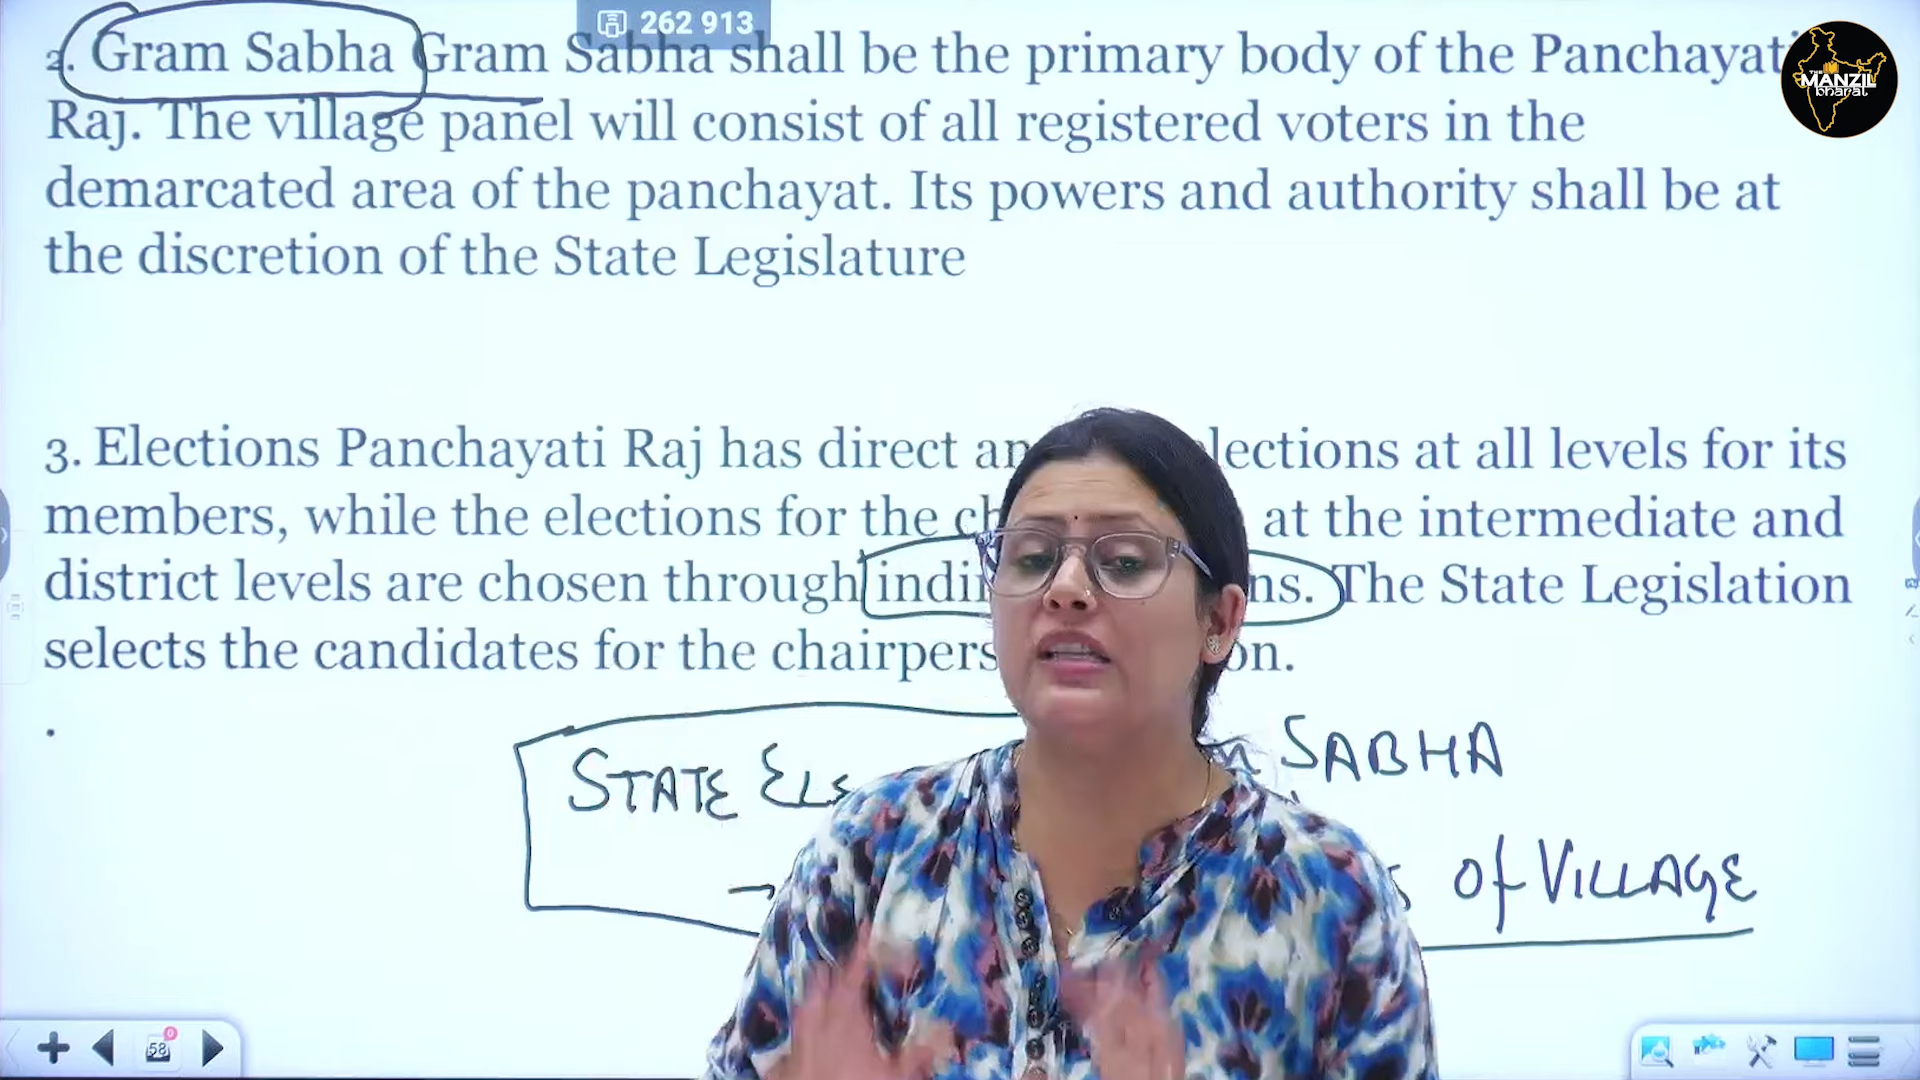 262 913
2. Gram Sabha Gram Sabha shall be the primary body of the Panchayati
THE MANZIL bharat
Raj. The village panel will consist of all registered voters in the
demarcated area of the panchayat. Its powers and authority shall be at
the discretion of the State Legislature
3. Elections Panchayati Raj has direct an lections at all levels for its
members, while the elections for the ch at the intermediate and
district levels are chosen through indi ns. The State Legislation
selects the candidates for the chairpers on.
.
STATE ELE m SABHA
of VILLAGE
58
0